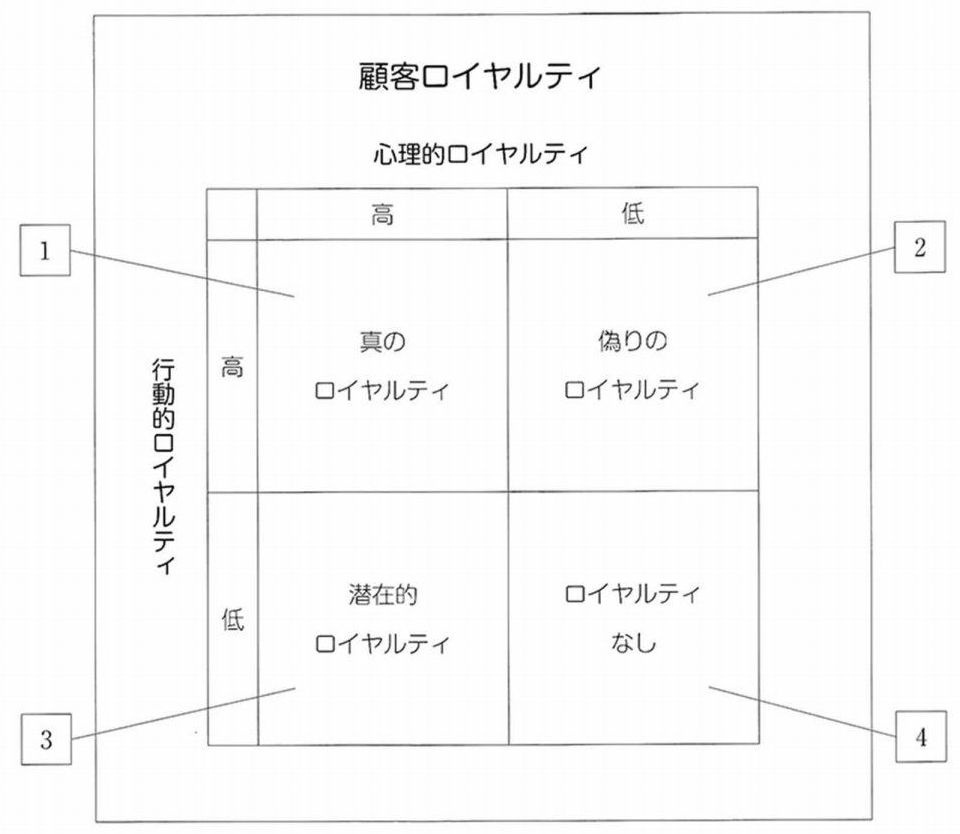 顧客ロイヤルティ
心理的ロイヤルティ
高
低
1
2
行動的ロイヤルティ
高
真の
ロイヤルティ
偽りの
ロイヤルティ
低
潜在的
ロイヤルティ
ロイヤルティ
なし
3
4